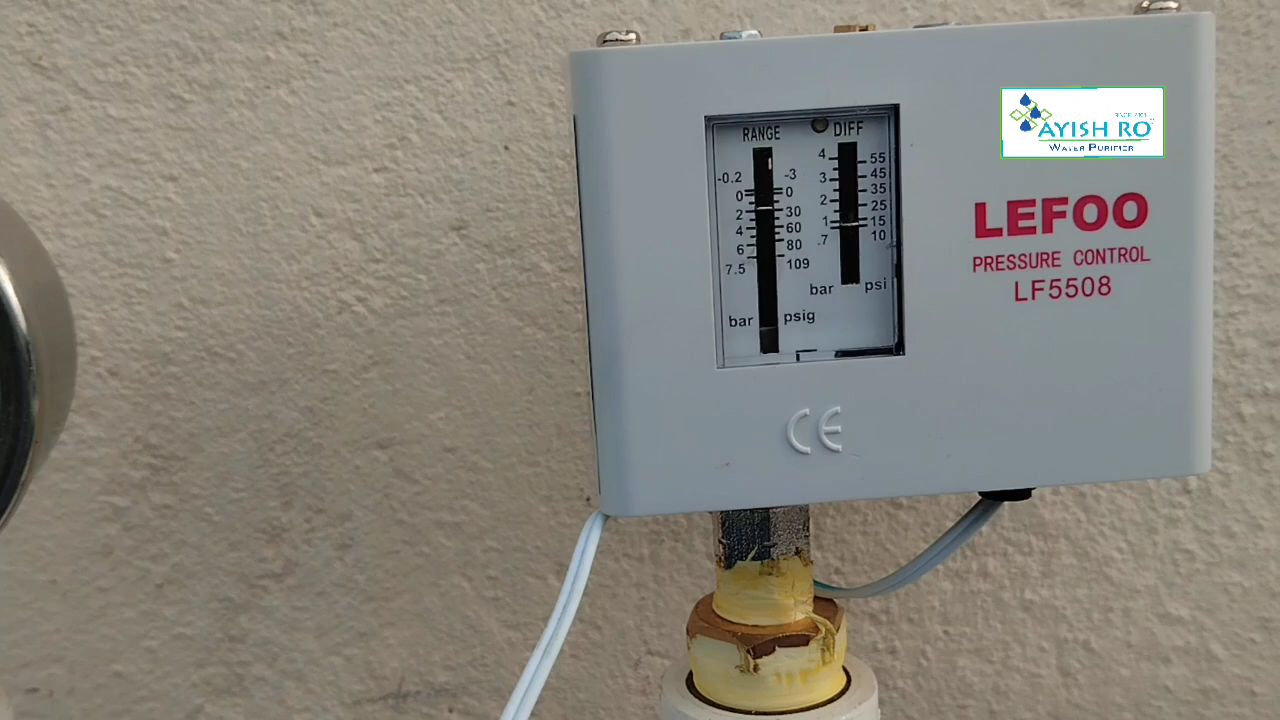 AYISH RO
WATER PURIFIER
LEFOO
PRESSURE CONTROL
LF5508
RANGE DIFF
-0.2 -3
0 0
2 30
4 60
6 80
7.5 109
bar psig
4 55
3 45
35
2 25
1 15
.7 10
bar psi
CE